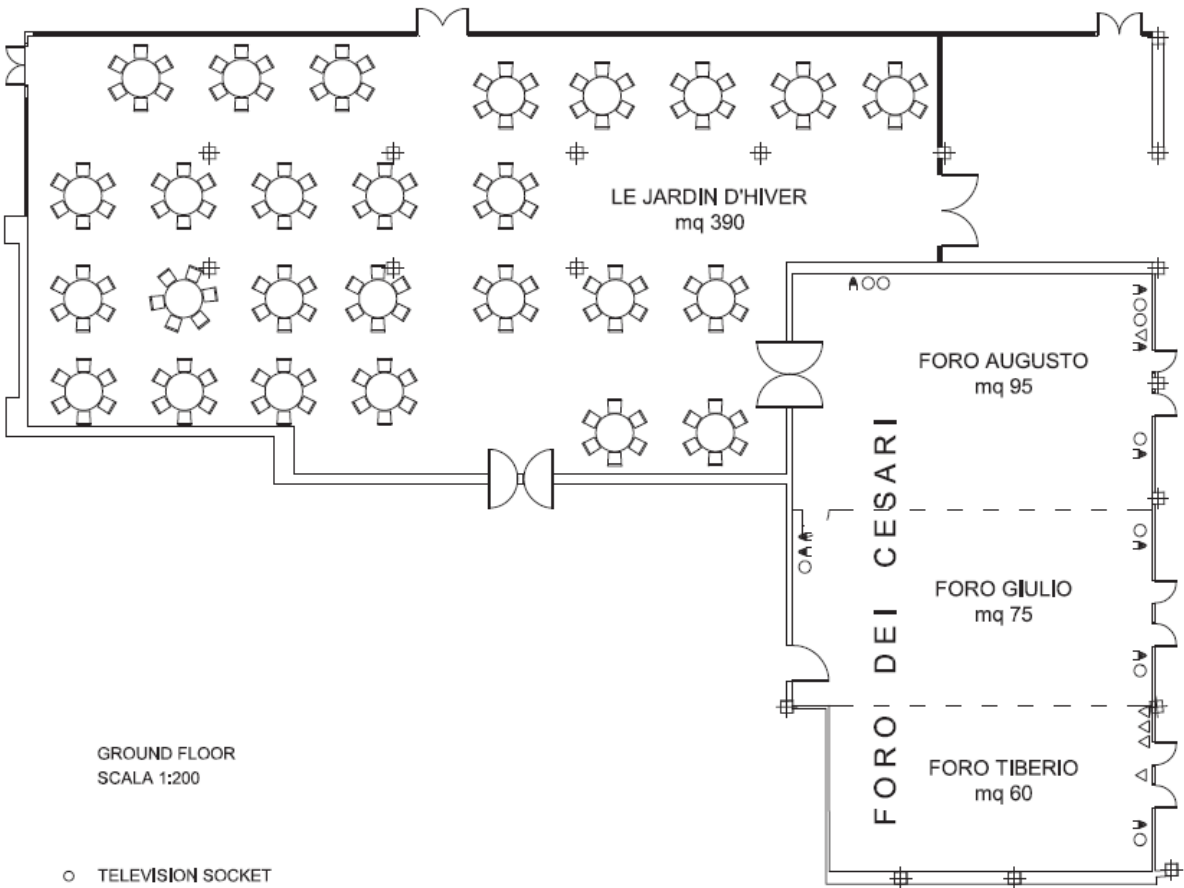 LE JARDIN D'HIVER
mq 390
FORO AUGUSTO
mq 95
FORO DEI CESARI
FORO GIULIO
mq 75
FORO TIBERIO
mq 60
GROUND FLOOR
SCALA 1:200
TELEVISION SOCKET